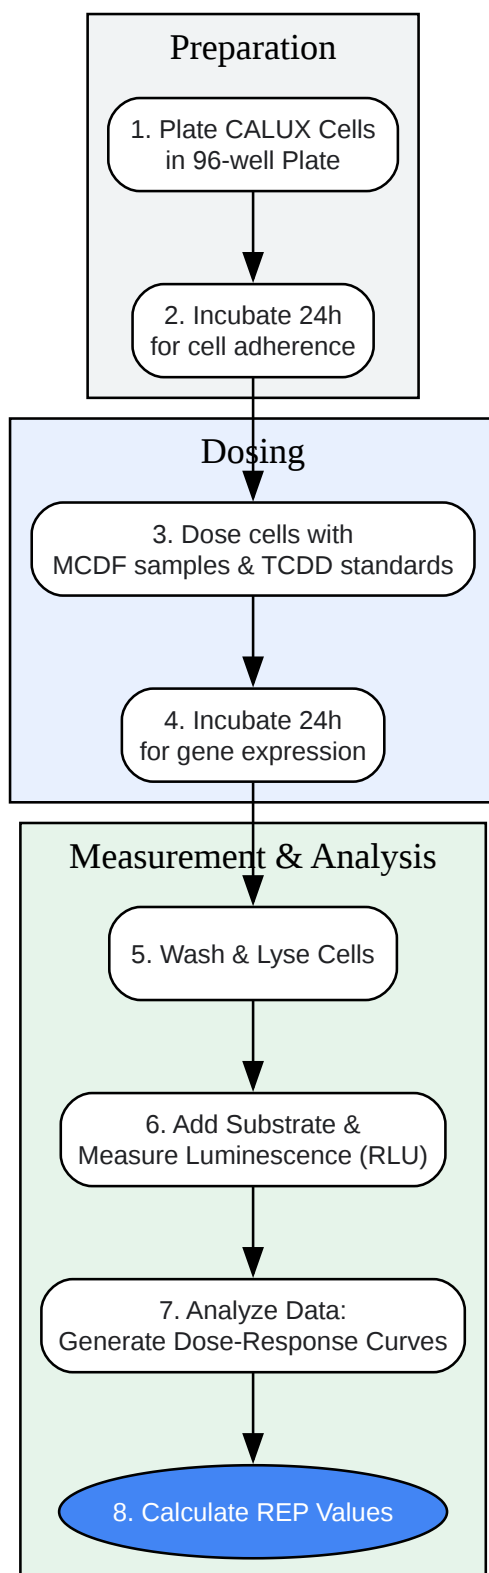 Preparation
1. Plate CALUX Cells
in 96-well Plate
2. Incubate 24h
for cell adherence
Dosing
3. Dose cells with
MCDF samples & TCDD standards
4. Incubate 24h
for gene expression
Measurement & Analysis
5. Wash & Lyse Cells
6. Add Substrate &
Measure Luminescence (RLU)
7. Analyze Data:
Generate Dose-Response Curves
8. Calculate REP Values